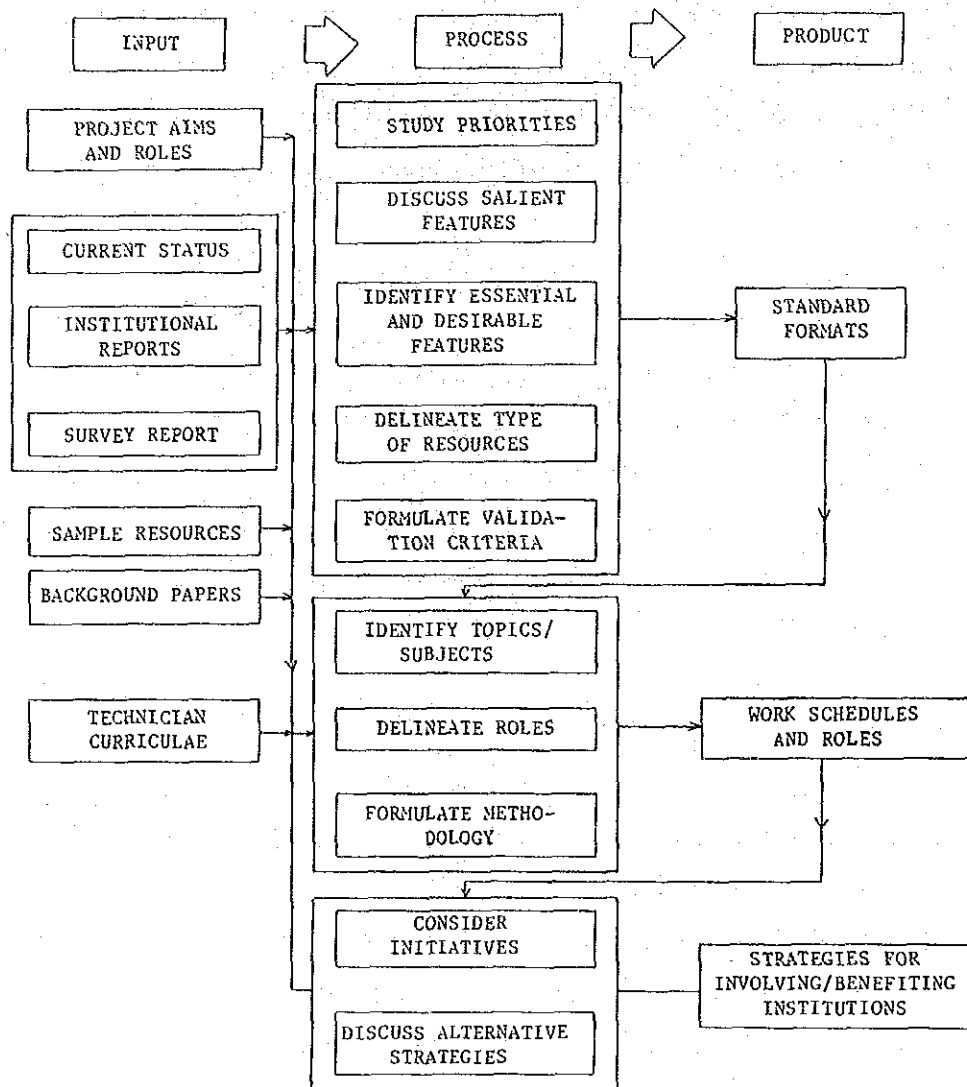 INPUT
PROCESS
PRODUCT
PROJECT AIMS
AND ROLES
CURRENT STATUS
INSTITUTIONAL
REPORTS
SURVEY REPORT
SAMPLE RESOURCES
BACKGROUND PAPERS
TECHNICIAN
CURRICULAE
STUDY PRIORITIES
DISCUSS SALIENT
FEATURES
IDENTIFY ESSENTIAL
AND DESIRABLE
FEATURES
DELINEATE TYPE
OF RESOURCES
FORMULATE VALIDA-
TION CRITERIA
STANDARD
FORMATS
IDENTIFY TOPICS/
SUBJECTS
DELINEATE ROLES
FORMULATE METHO-
DOLOGY
WORK SCHEDULES
AND ROLES
CONSIDER
INITIATIVES
DISCUSS ALTERNATIVE
STRATEGIES
STRATEGIES FOR
INVOLVING/BENEFITING
INSTITUTIONS